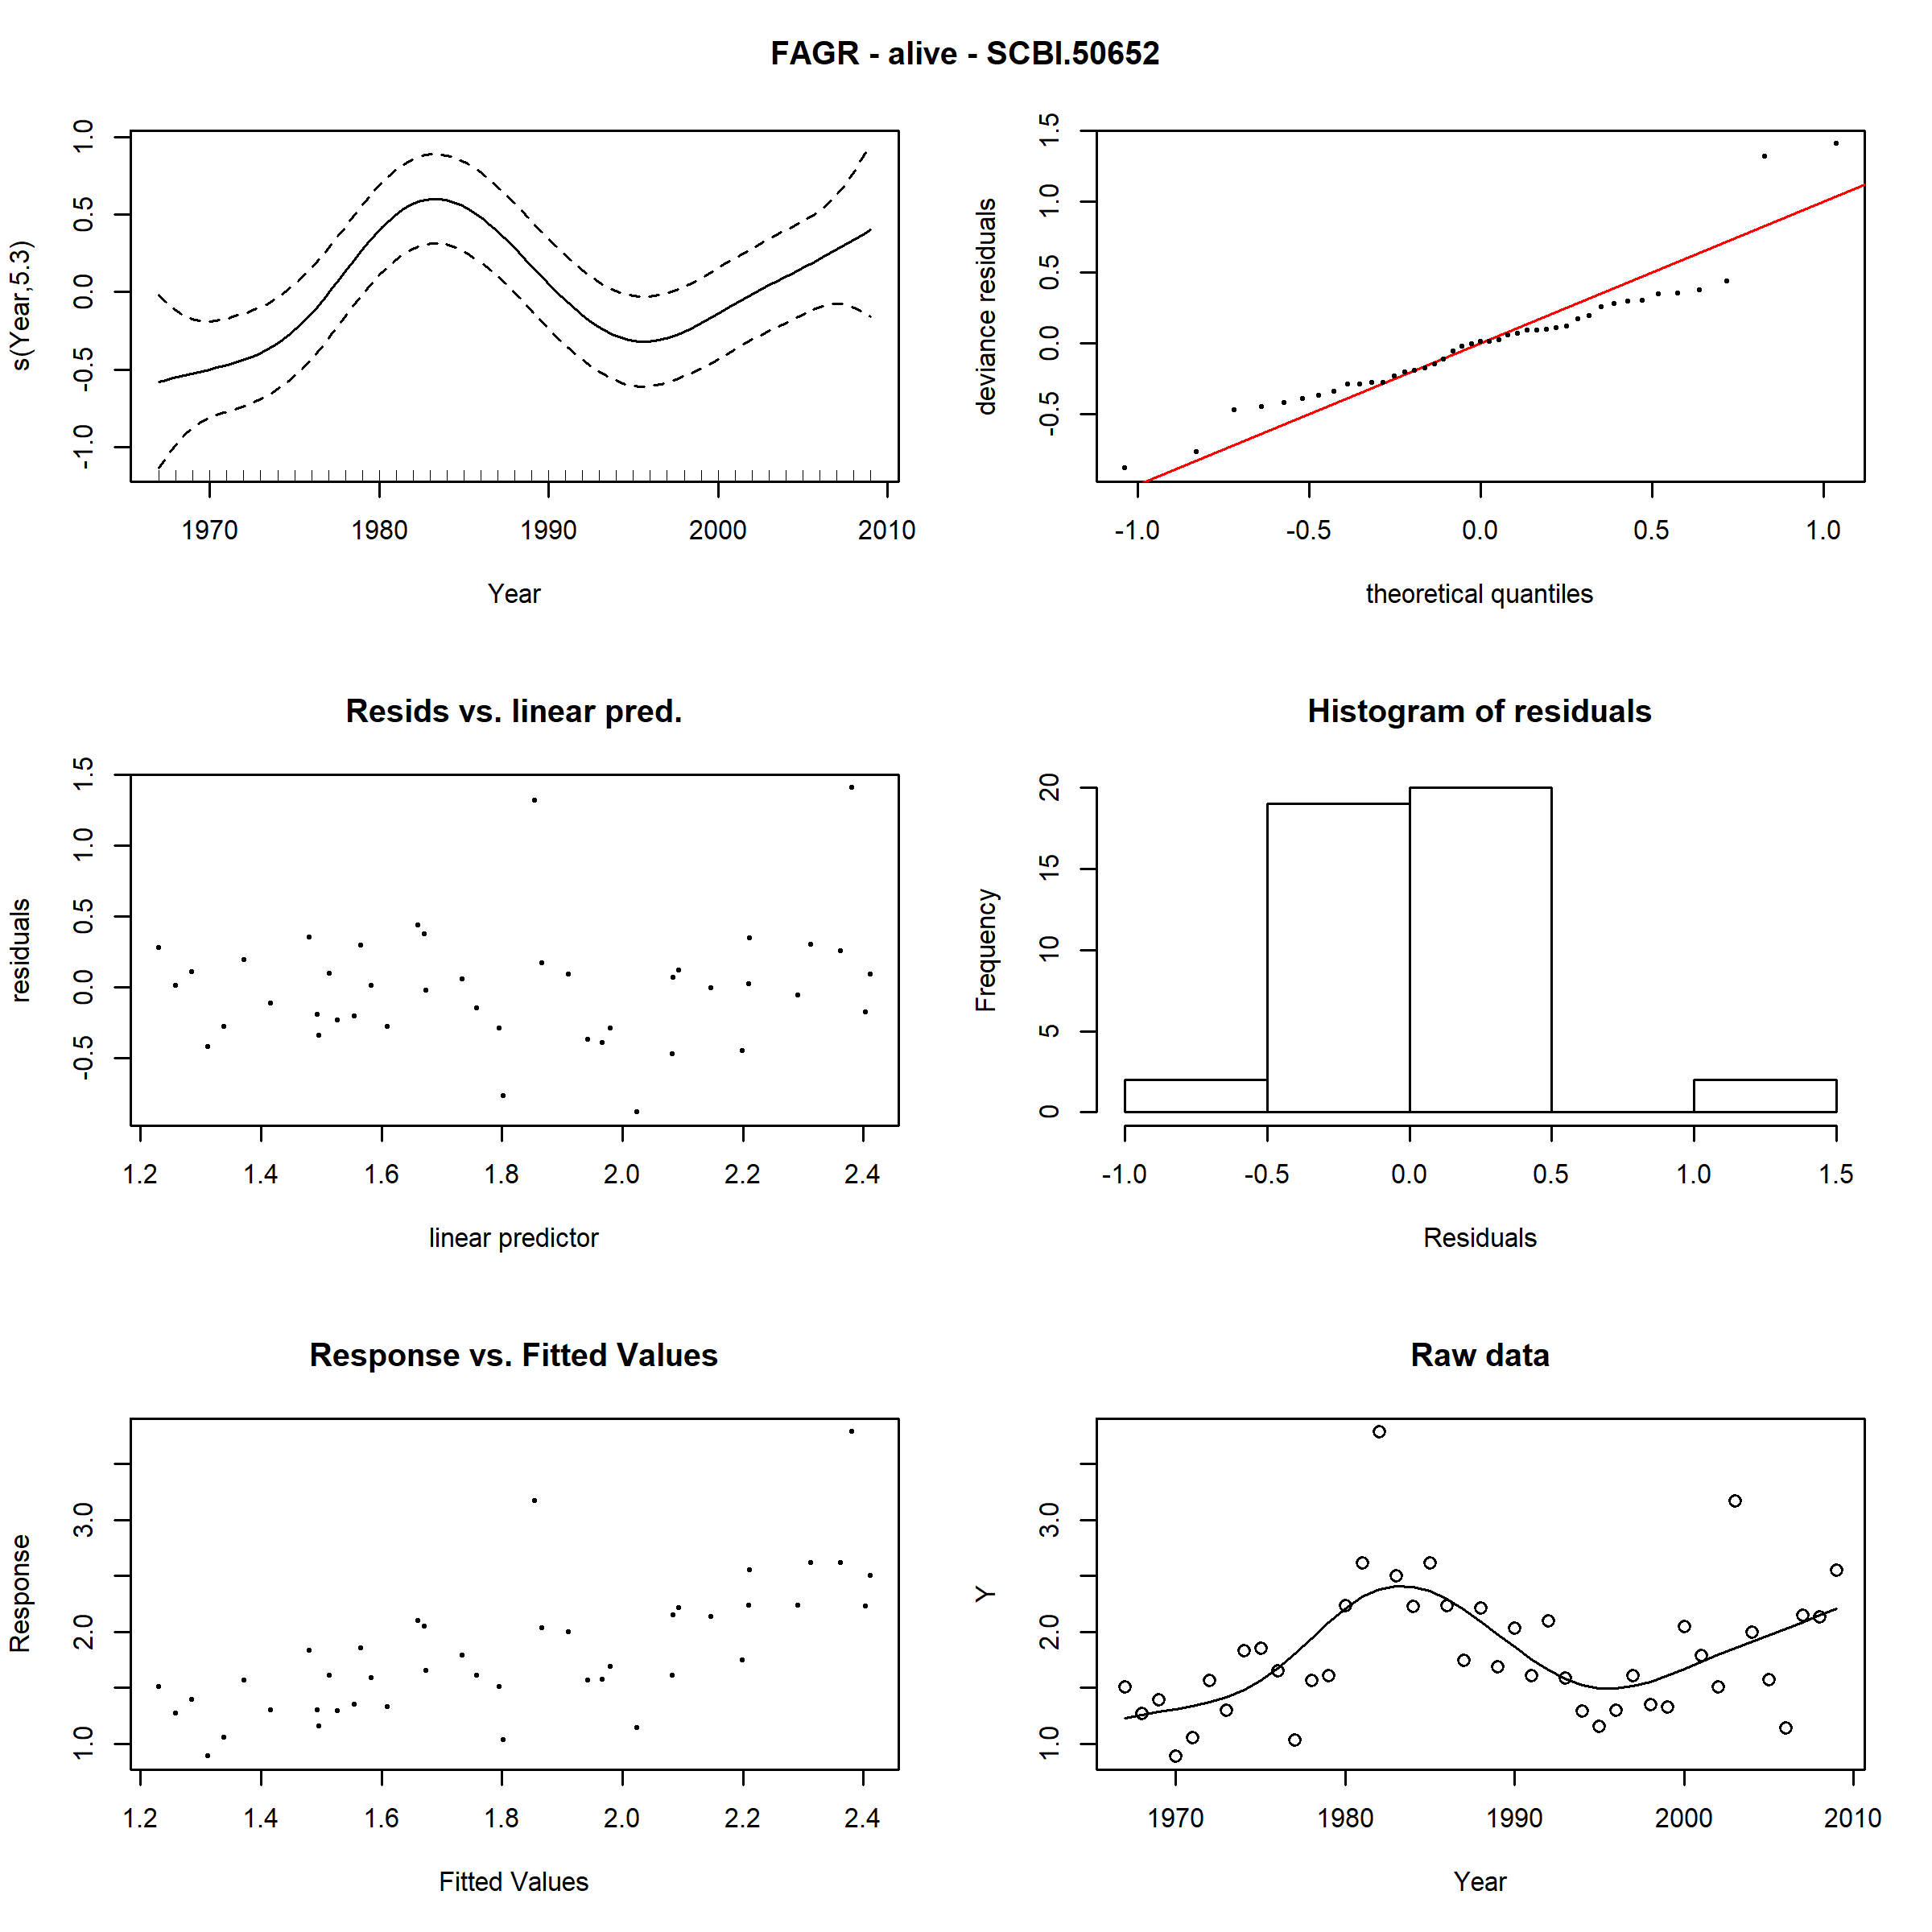 FAGR - alive - SCBI.50652
s(Year,5.3)
1.0
0.5
0.0
-0.5
-1.0
1970 1980 1990 2000 2010
Year
deviance residuals
1.5
1.0
0.5
0.0
-0.5
-1.0 -0.5 0.0 0.5 1.0
theoretical quantiles
Resids vs. linear pred.
residuals
1.5
1.0
0.5
0.0
-0.5
1.2 1.4 1.6 1.8 2.0 2.2 2.4
linear predictor
Histogram of residuals
Frequency
20
15
10
5
0
-1.0 -0.5 0.0 0.5 1.0 1.5
Residuals
Response vs. Fitted Values
Response
3.0
2.0
1.0
1.2 1.4 1.6 1.8 2.0 2.2 2.4
Fitted Values
Raw data
Y
3.0
2.0
1.0
1970 1980 1990 2000 2010
Year